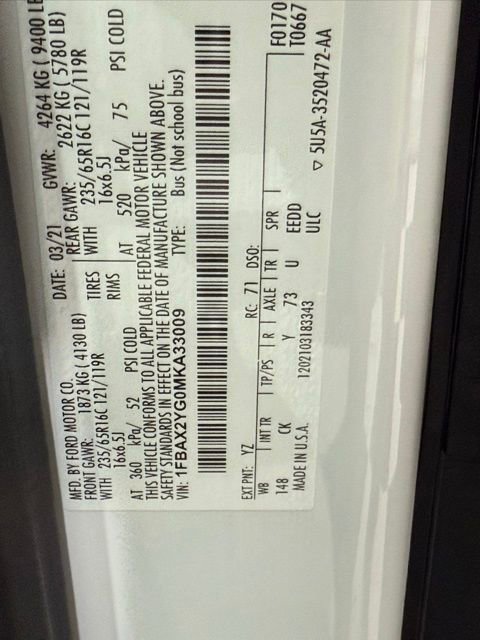 MFD. BY FORD MOTOR CO.
DATE: 03/21 GVWR: 4264 KG ( 9400 LB
FRONT GAWR: 1873 KG ( 4130 LB) REAR GAWR: 2622 KG ( 5780 LB)
WITH 235/65R16C 121/119R TIRES WITH 235/65R16C 121/119R
16x6.5J RIMS 16x6.5J
AT 360 kPa/ 52 PSI COLD AT 520 kPa/ 75 PSI COLD
THIS VEHICLE CONFORMS TO ALL APPLICABLE FEDERAL MOTOR VEHICLE
SAFETY STANDARDS IN EFFECT ON THE DATE OF MANUFACTURE SHOWN ABOVE.
VIN: 1FBAX2YG0MKA33009 TYPE: Bus (Not school bus)
EXT PNT: YZ RC: 71 DSO: F0170
T0667
WB INT TR TP/PS R AXLE TR SPR
148 CK Y 73 U EEDD
ULC
MADE IN U.S.A. 1202103183343
▽ 5U5A-3520472-AA